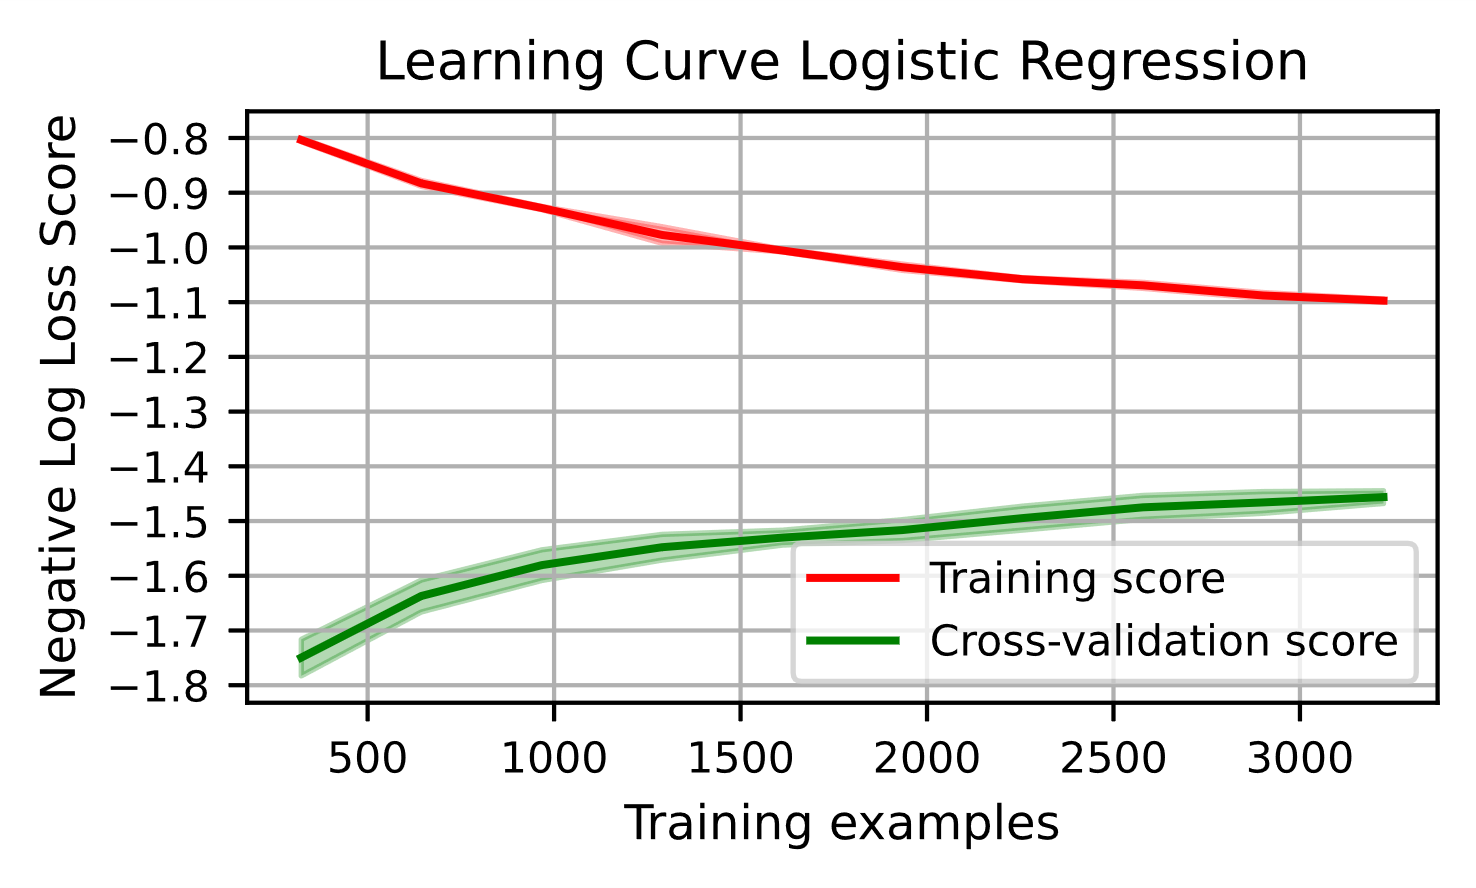 Learning Curve Logistic Regression
Negative Log Loss Score
−0.8
−0.9
−1.0
−1.1
−1.2
−1.3
−1.4
−1.5
−1.6
−1.7
−1.8
Training score
Cross-validation score
500 1000 1500 2000 2500 3000
Training examples